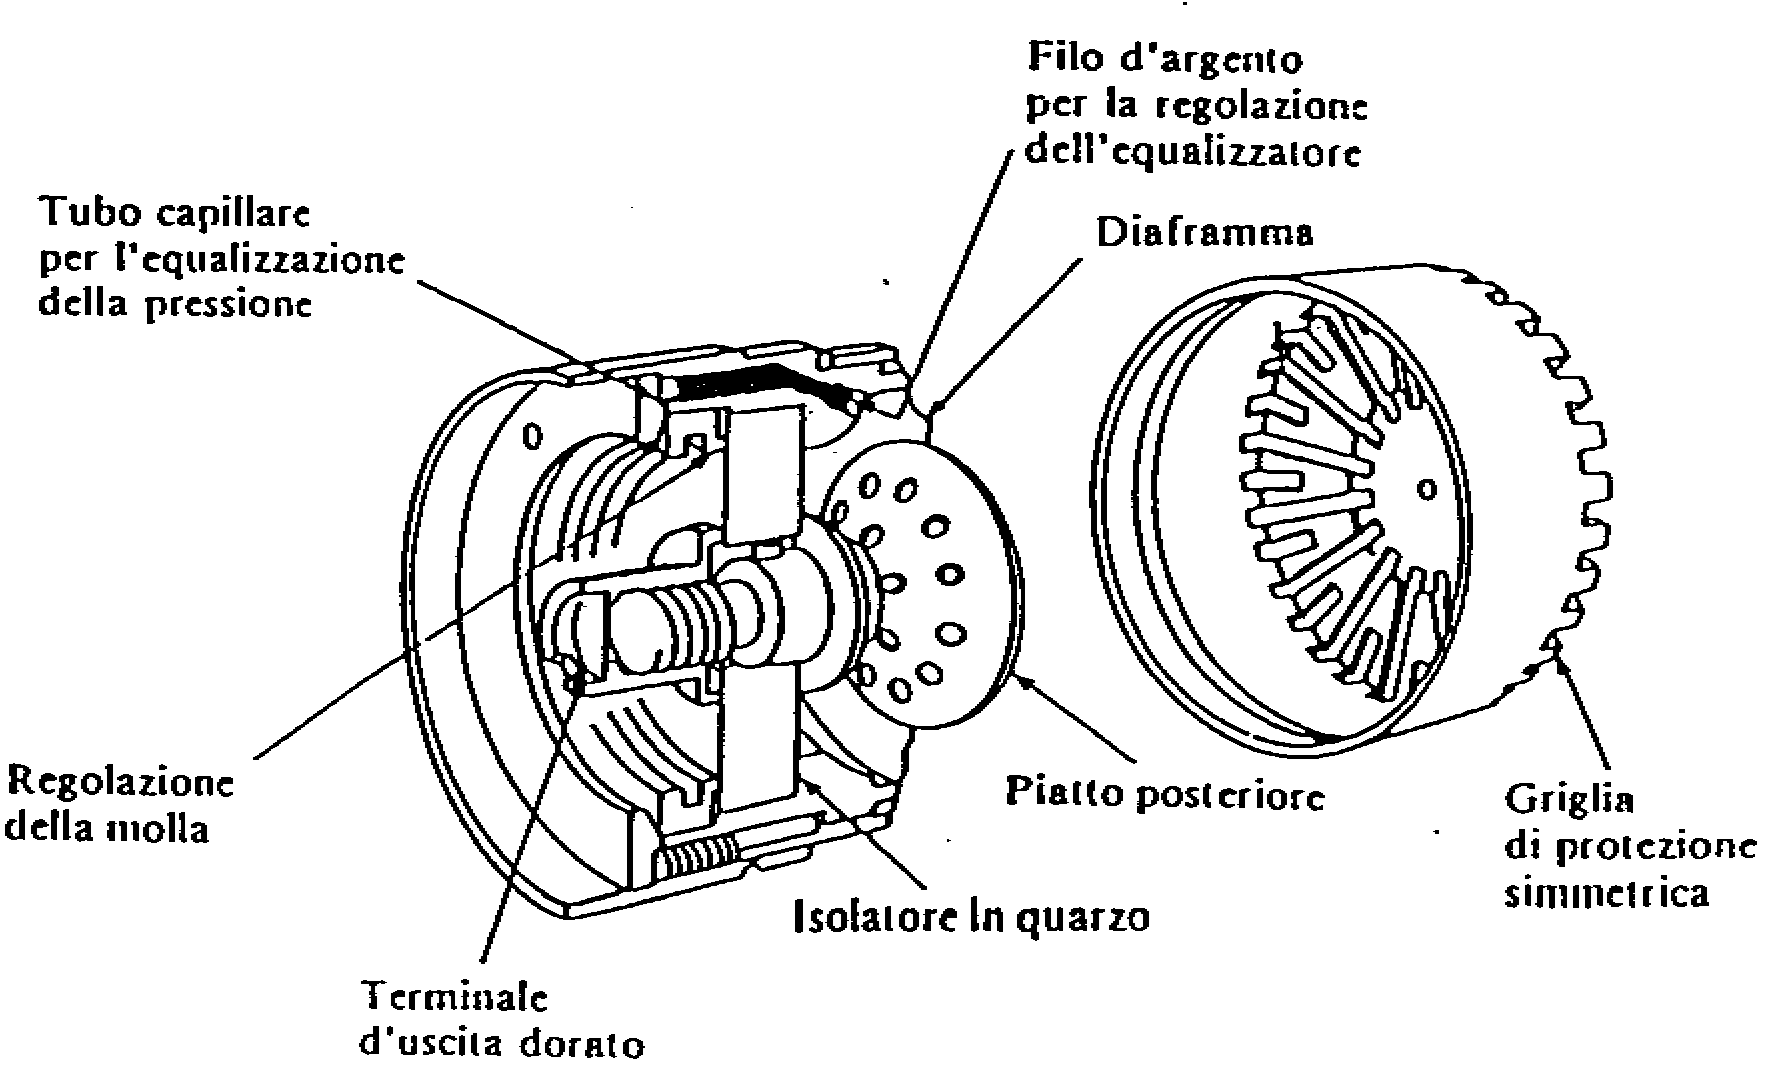 Filo d'argento
per la regolazione
dell'equalizzatore
Diaframma
Tubo capillare
per l'equalizzazione
della pressione
Regolazione
della molla
Piatto posteriore
Griglia
di protezione
simmetrica
Isolatore In quarzo
Terminale
d'uscita dorato